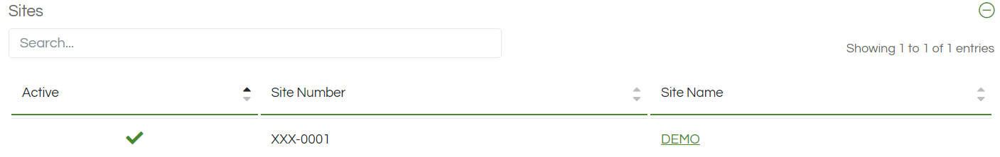 Sites
Search...
Showing 1 to 1 of 1 entries
Active Site Number Site Name
XXX-0001 DEMO